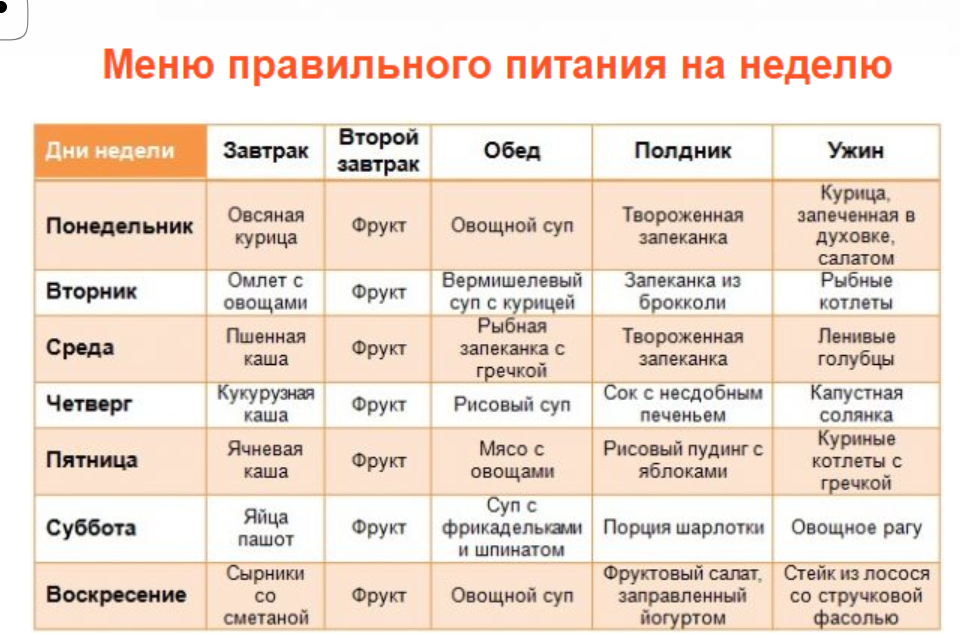 Меню правильного питания на неделю
Дни недели Завтрак Второй завтрак Обед Полдник Ужин
Понедельник Овсяная курица Фрукт Овощной суп Твороженная запеканка Курица, запеченная в духовке, салатом
Вторник Омлет с овощами Фрукт Вермишелевый суп с курицей Запеканка из брокколи Рыбные котлеты
Среда Пшенная каша Фрукт Рыбная запеканка с гречкой Твороженная запеканка Ленивые голубцы
Четверг Кукурузная каша Фрукт Рисовый суп Сок с несдобным печеньем Капустная солянка
Пятница Ячневая каша Фрукт Мясо с овощами Рисовый пудинг с яблоками Куриные котлеты с гречкой
Суббота Яйца пашот Фрукт Суп с фрикадельками и шпинатом Порция шарлотки Овощное рагу
Воскресение Сырники со сметаной Фрукт Овощной суп Фруктовый салат, заправленный йогуртом Стейк из лосося со стручковой фасолью